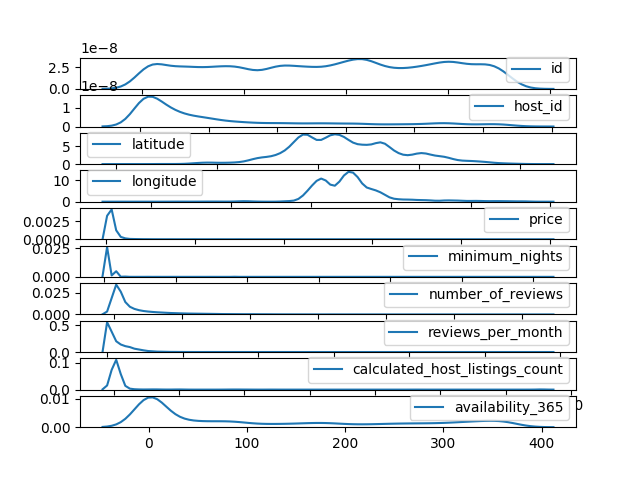 1e−8
2.5
0.0
id
1e−8
1
0
host_id
5
0
latitude
10
0
longitude
0.0025
0.0000
price
0.025
0.000
minimum_nights
0.025
0.000
number_of_reviews
0.5
0.0
reviews_per_month
0.1
0.0
calculated_host_listings_count
0.01
0.00
availability_365
0 100 200 300 400